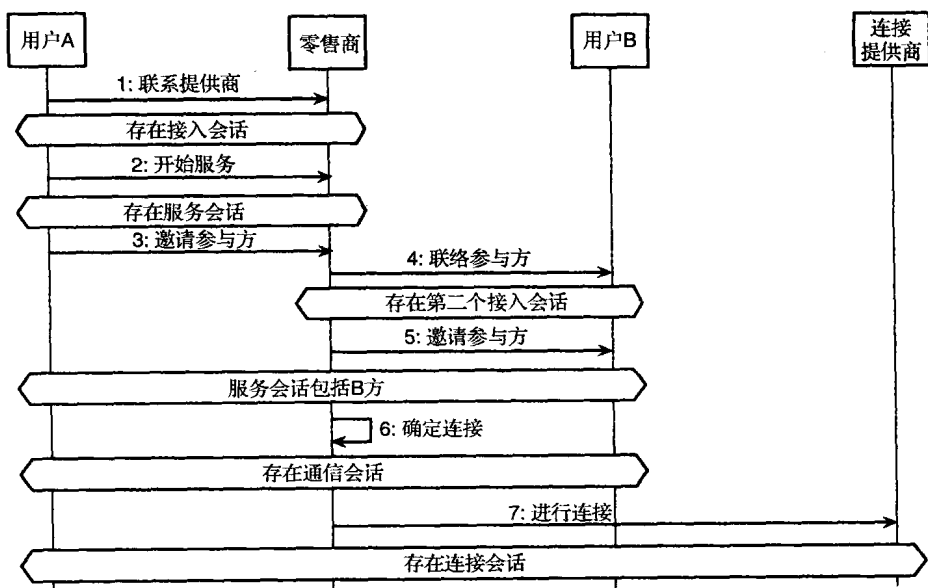 用户A
零售商
用户B
连接
提供商
1: 联系提供商
存在接入会话
2: 开始服务
存在服务会话
3: 邀请参与方
4: 联络参与方
存在第二个接入会话
5: 邀请参与方
服务会话包括B方
6: 确定连接
存在通信会话
7: 进行连接
存在连接会话